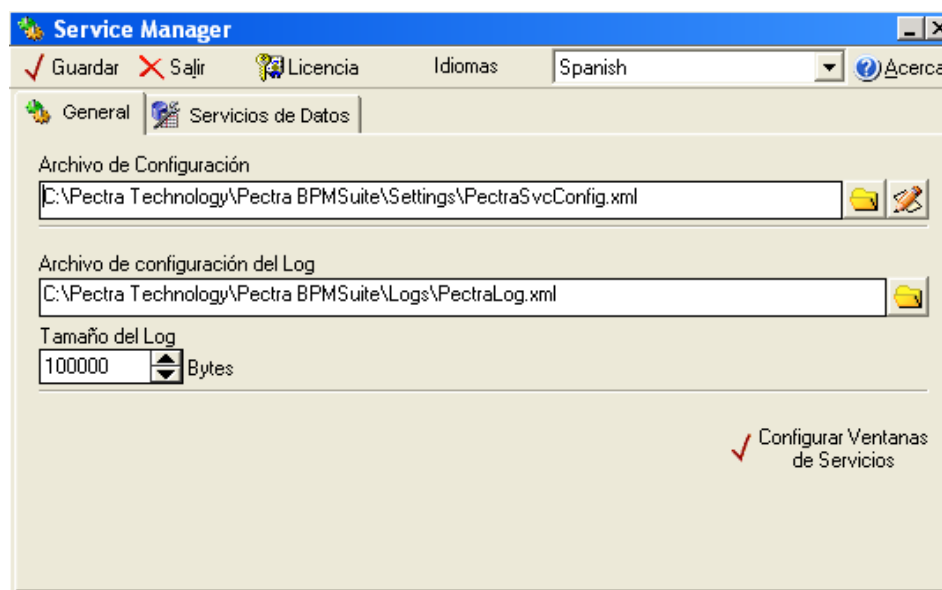 Service Manager
Guardar Salir Licencia Idiomas Spanish Acerca
General Servicios de Datos
Archivo de Configuración
C:\Pectra Technology\Pectra BPMSuite\Settings\PectraSvcConfig.xml
Archivo de configuración del Log
C:\Pectra Technology\Pectra BPMSuite\Logs\PectraLog.xml
Tamaño del Log
100000 Bytes
Configurar Ventanas
de Servicios